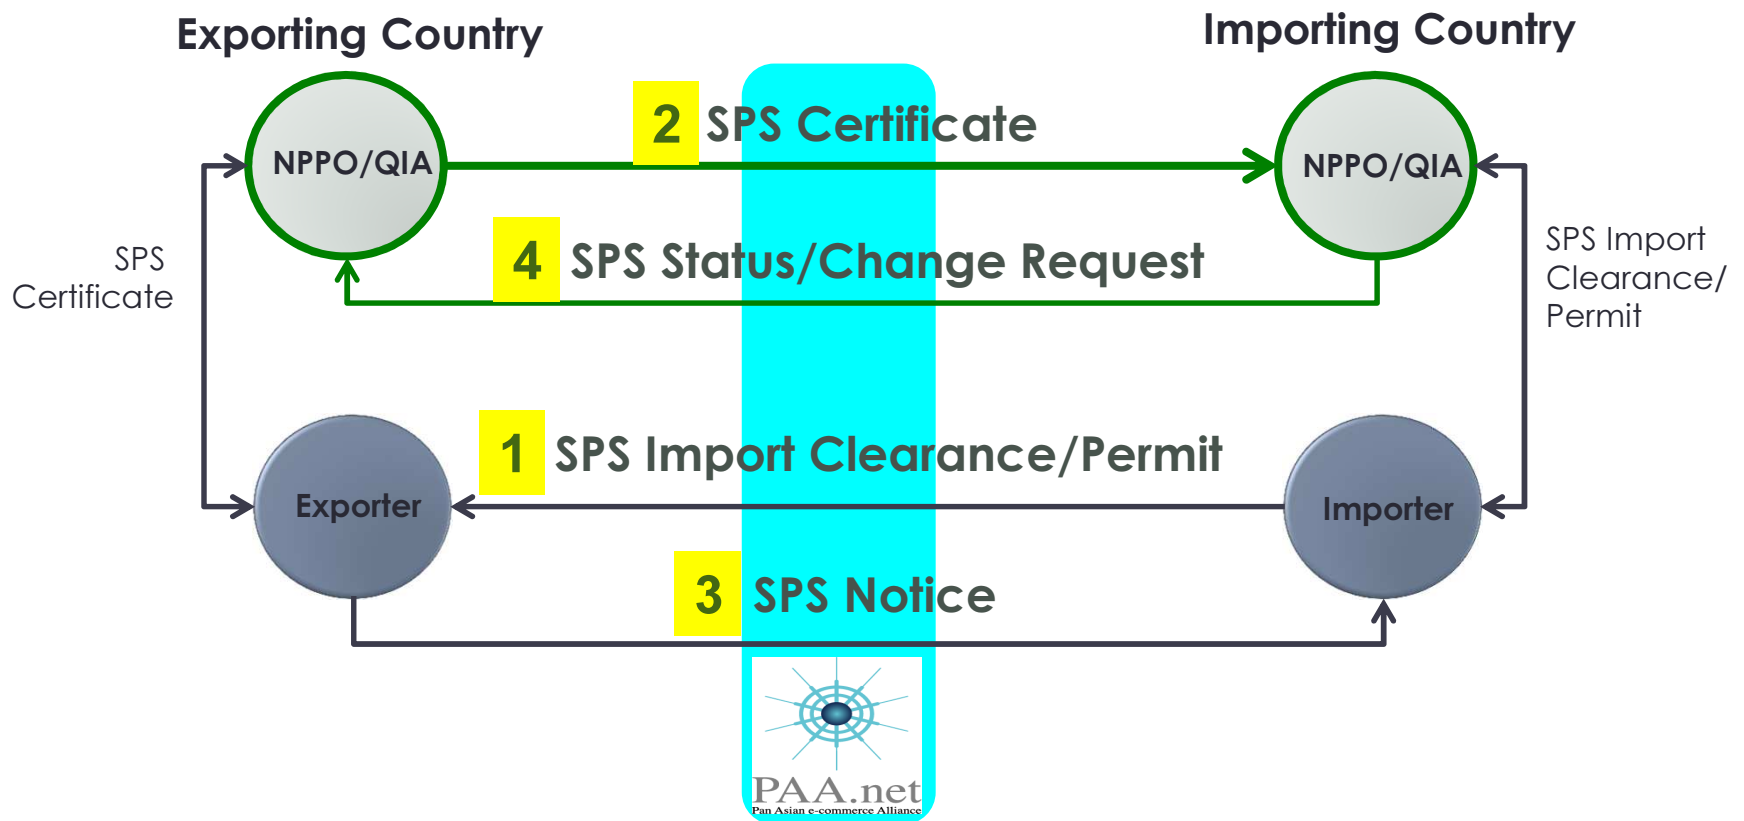 Exporting Country
Importing Country
2 SPS Certificate
NPPO/QIA
NPPO/QIA
4 SPS Status/Change Request
SPS
Certificate
SPS Import
Clearance/
Permit
1 SPS Import Clearance/Permit
Exporter
Importer
3 SPS Notice
PAA.net
Pan Asian e-commerce Alliance